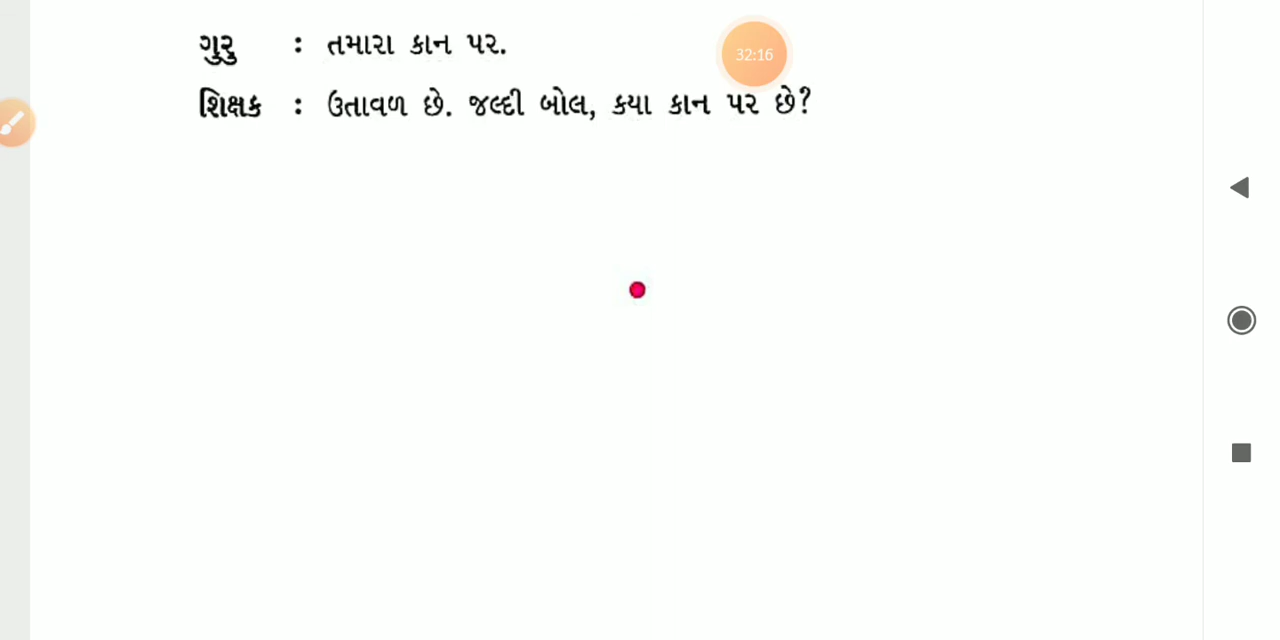 ગુરુ : તમારા કાન પર.
32:16
શિક્ષક : ઉતાવળ છે. જલ્દી બોલ, કયા કાન પર છે?